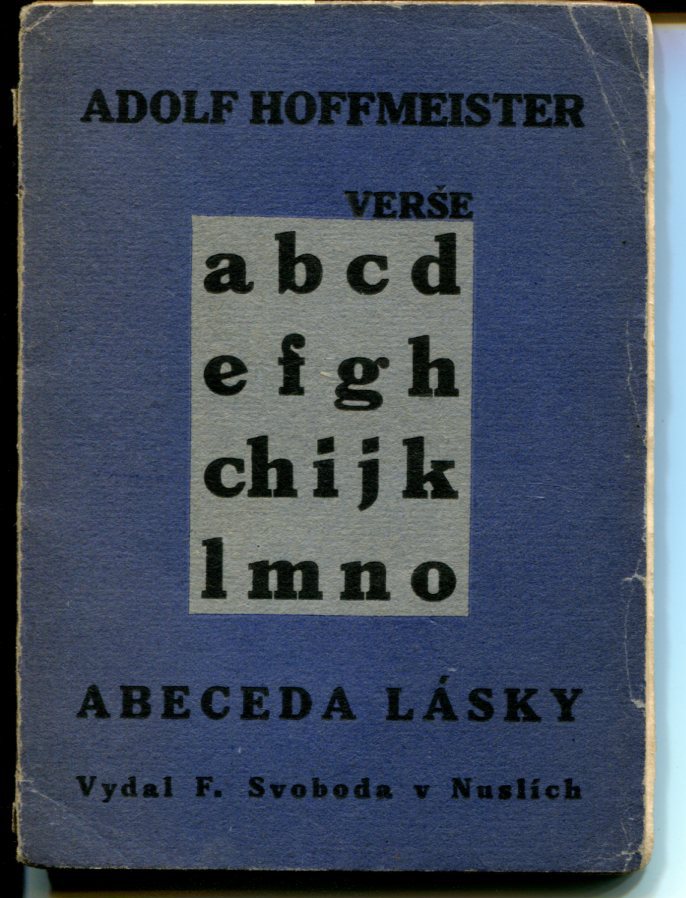 ADOLF HOFFMEISTER
VERŠE
a b c d
e f g h
ch i j k
l m n o
ABECEDA LÁSKY
Vydal F. Svoboda v Nuslích